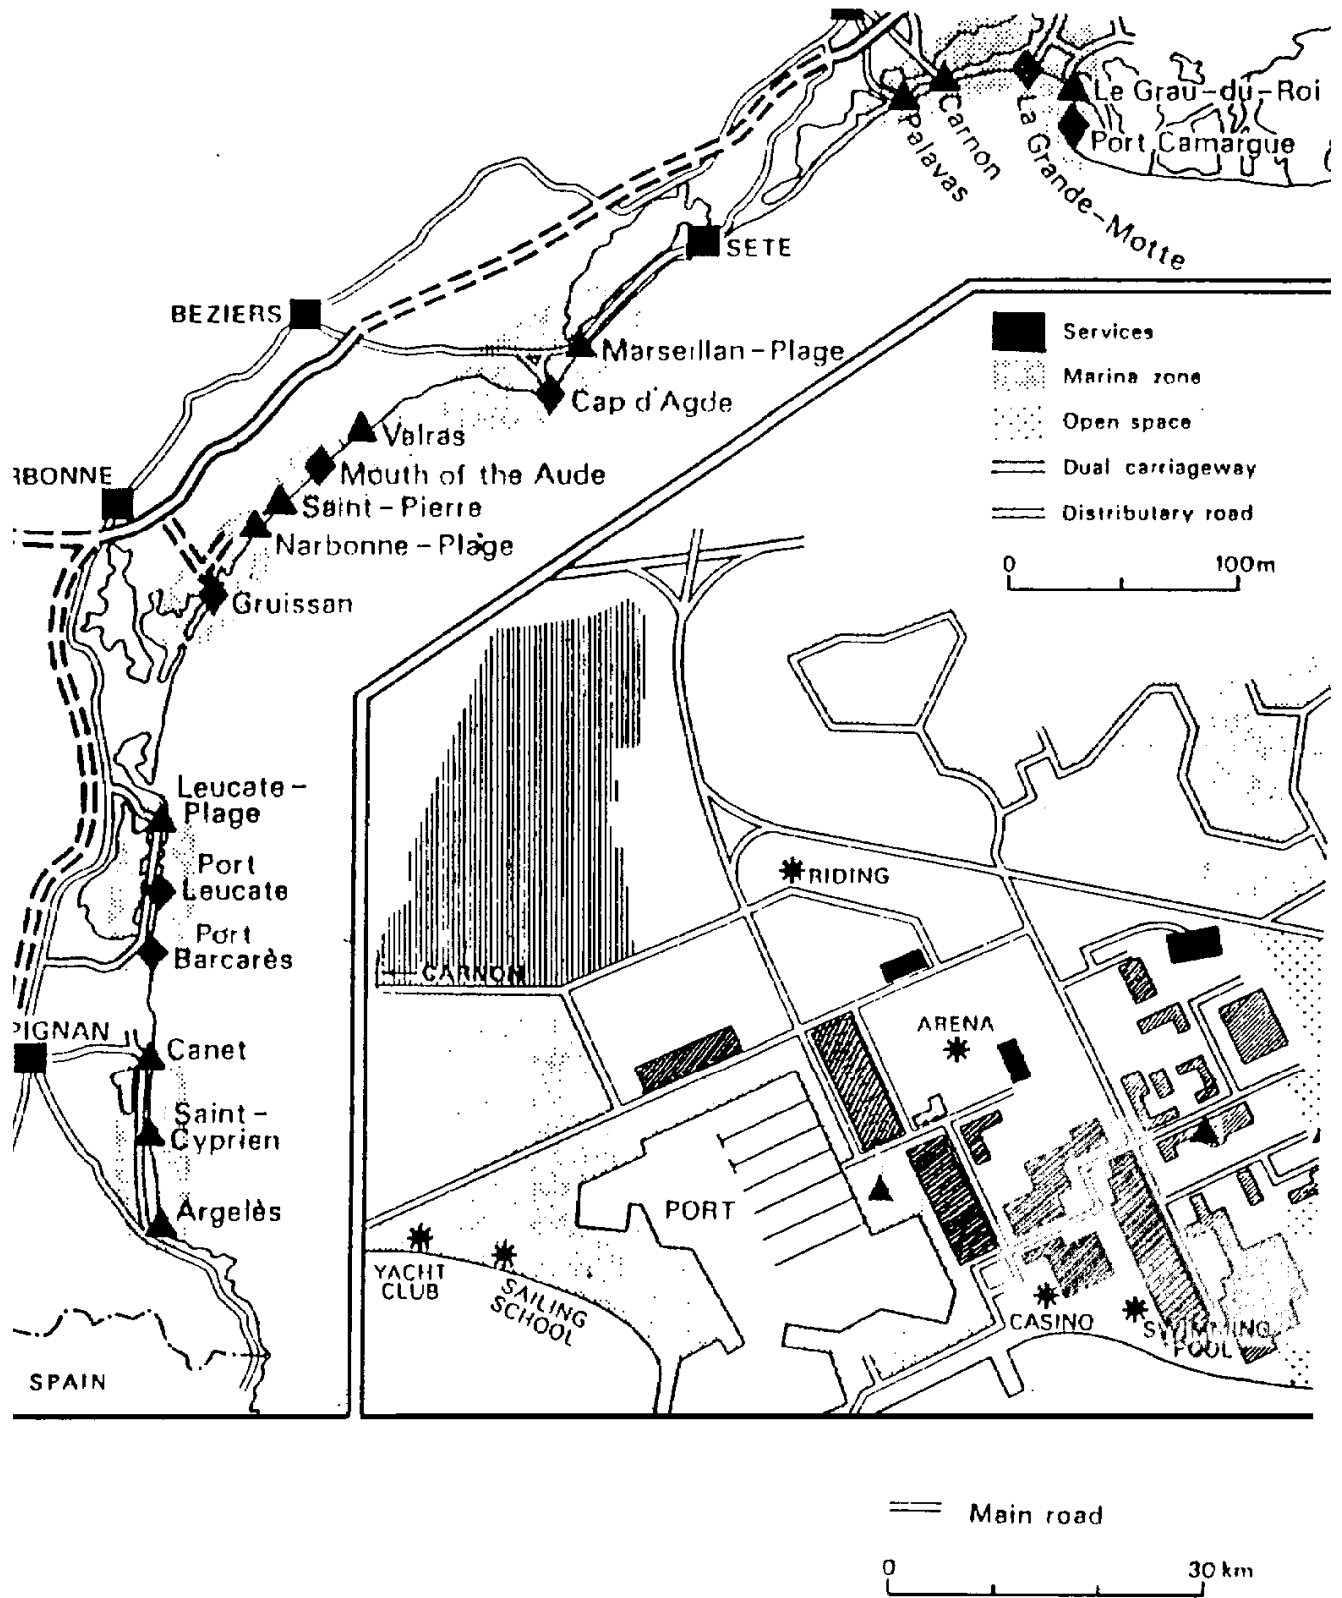 Le Grau-du-Roi
Port Camargue
Carnon
Palavas
La Grande-Motte
SETE
BEZIERS
Marseillan-Plage
Cap d'Agde
Valras
Mouth of the Aude
RBONNE
Saint-Pierre
Narbonne-Plage
Gruissan
Leucate-
Plage
Port
Leucate
Port
Barcarès
PIGNAN
Canet
Saint-
Cyprien
Argelès
SPAIN
Services
Marina zone
Open space
Dual carriageway
Distributary road
0 100m
RIDING
CARNON
ARENA
PORT
YACHT
CLUB
SAILING
SCHOOL
CASINO
SWIMMING
POOL
Main road
0 30 km